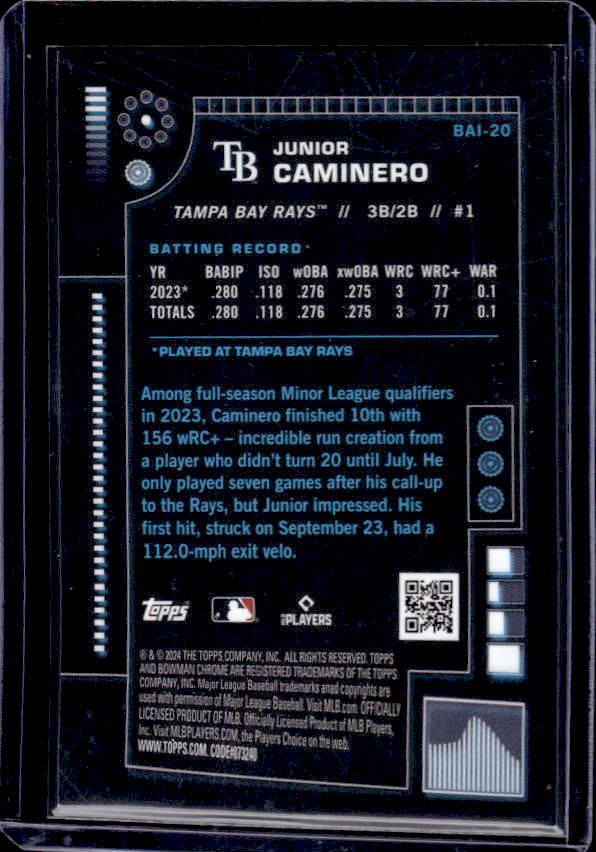 BAI-20
TB
JUNIOR
CAMINERO
TAMPA BAY RAYS™ // 3B/2B // #1
BATTING RECORD*
YR BABIP ISO wOBA xwOBA WRC WRC+ WAR
2023* .280 .118 .276 .275 3 77 0.1
TOTALS .280 .118 .276 .275 3 77 0.1
*PLAYED AT TAMPA BAY RAYS
Among full-season Minor League qualifiers
in 2023, Caminero finished 10th with
156 wRC+ – incredible run creation from
a player who didn't turn 20 until July. He
only played seven games after his call-up
to the Rays, but Junior impressed. His
first hit, struck on September 23, had a
112.0-mph exit velo.
Topps PLAYERS
® & © 2024 THE TOPPS COMPANY, INC. ALL RIGHTS RESERVED. TOPPS
AND BOWMAN CHROME ARE REGISTERED TRADEMARKS OF THE TOPPS
COMPANY, INC. Major League Baseball trademarks and copyrights are
used with permission of Major League Baseball. Visit MLB.com. OFFICIALLY
LICENSED PRODUCT OF MLB. Officially Licensed Product of MLB Players,
Inc. Visit MLBPLAYERS.COM, the Players Choice on the web.
WWW.TOPPS.COM. CODE#073240